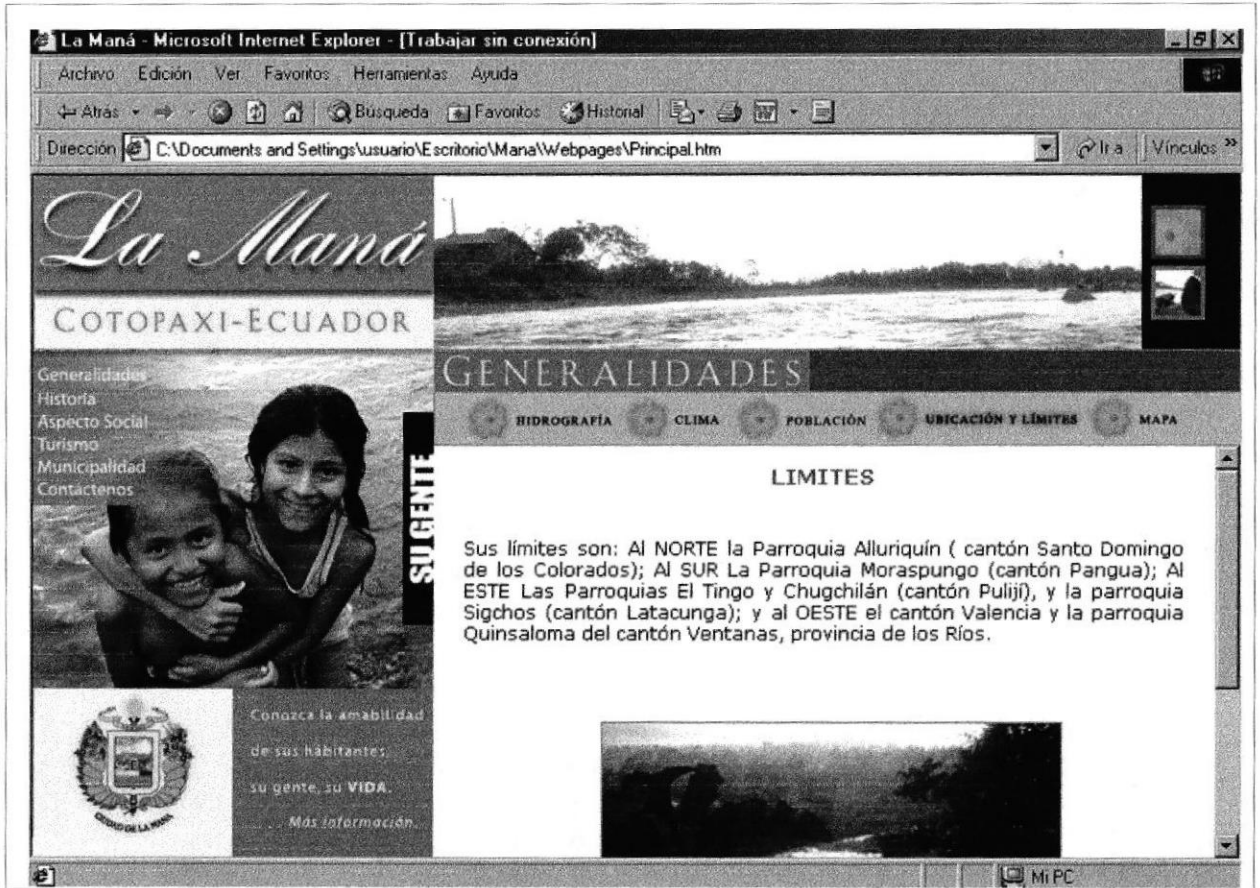 La Maná - Microsoft Internet Explorer - [Trabajar sin conexión]
Archivo Edición Ver Favoritos Herramientas Ayuda
Atrás Búsqueda Favoritos Historial
Dirección C:\Documents and Settings\usuario\Escritorio\Mana\Webpages\Principal.htm Ir a Vínculos »
La Maná
COTOPAXI-ECUADOR
Generalidades
Historia
Aspecto Social
Turismo
Municipalidad
Contáctenos
SU GENTE
CIUDAD DE LA MANA
Conozca la amabilidad
de sus habitantes,
su gente, su VIDA.
.... Más información.
GENERALIDADES
HIDROGRAFÍA CLIMA POBLACIÓN UBICACIÓN Y LÍMITES MAPA
LIMITES
Sus límites son: Al NORTE la Parroquia Alluriquín ( cantón Santo Domingo
de los Colorados); Al SUR La Parroquia Moraspungo (cantón Pangua); Al
ESTE Las Parroquias El Tingo y Chugchilán (cantón Pulijí), y la parroquia
Sigchos (cantón Latacunga); y al OESTE el cantón Valencia y la parroquia
Quinsaloma del cantón Ventanas, provincia de los Ríos.
Mi PC